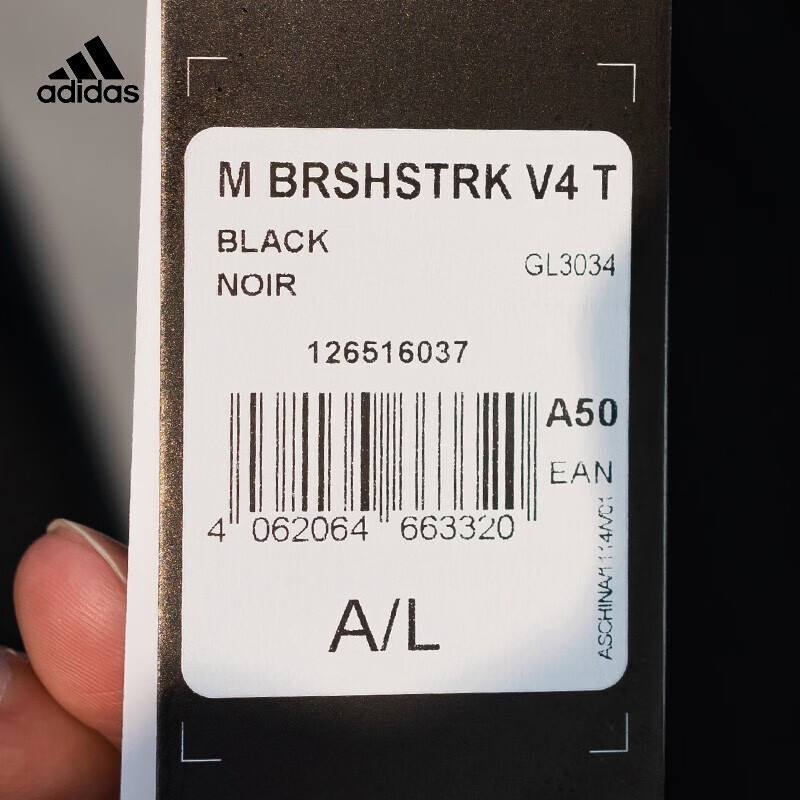 adidas
M BRSHSTRK V4 T
BLACK
NOIR
GL3034
126516037
A50
EAN
4 062064 663320
A/L